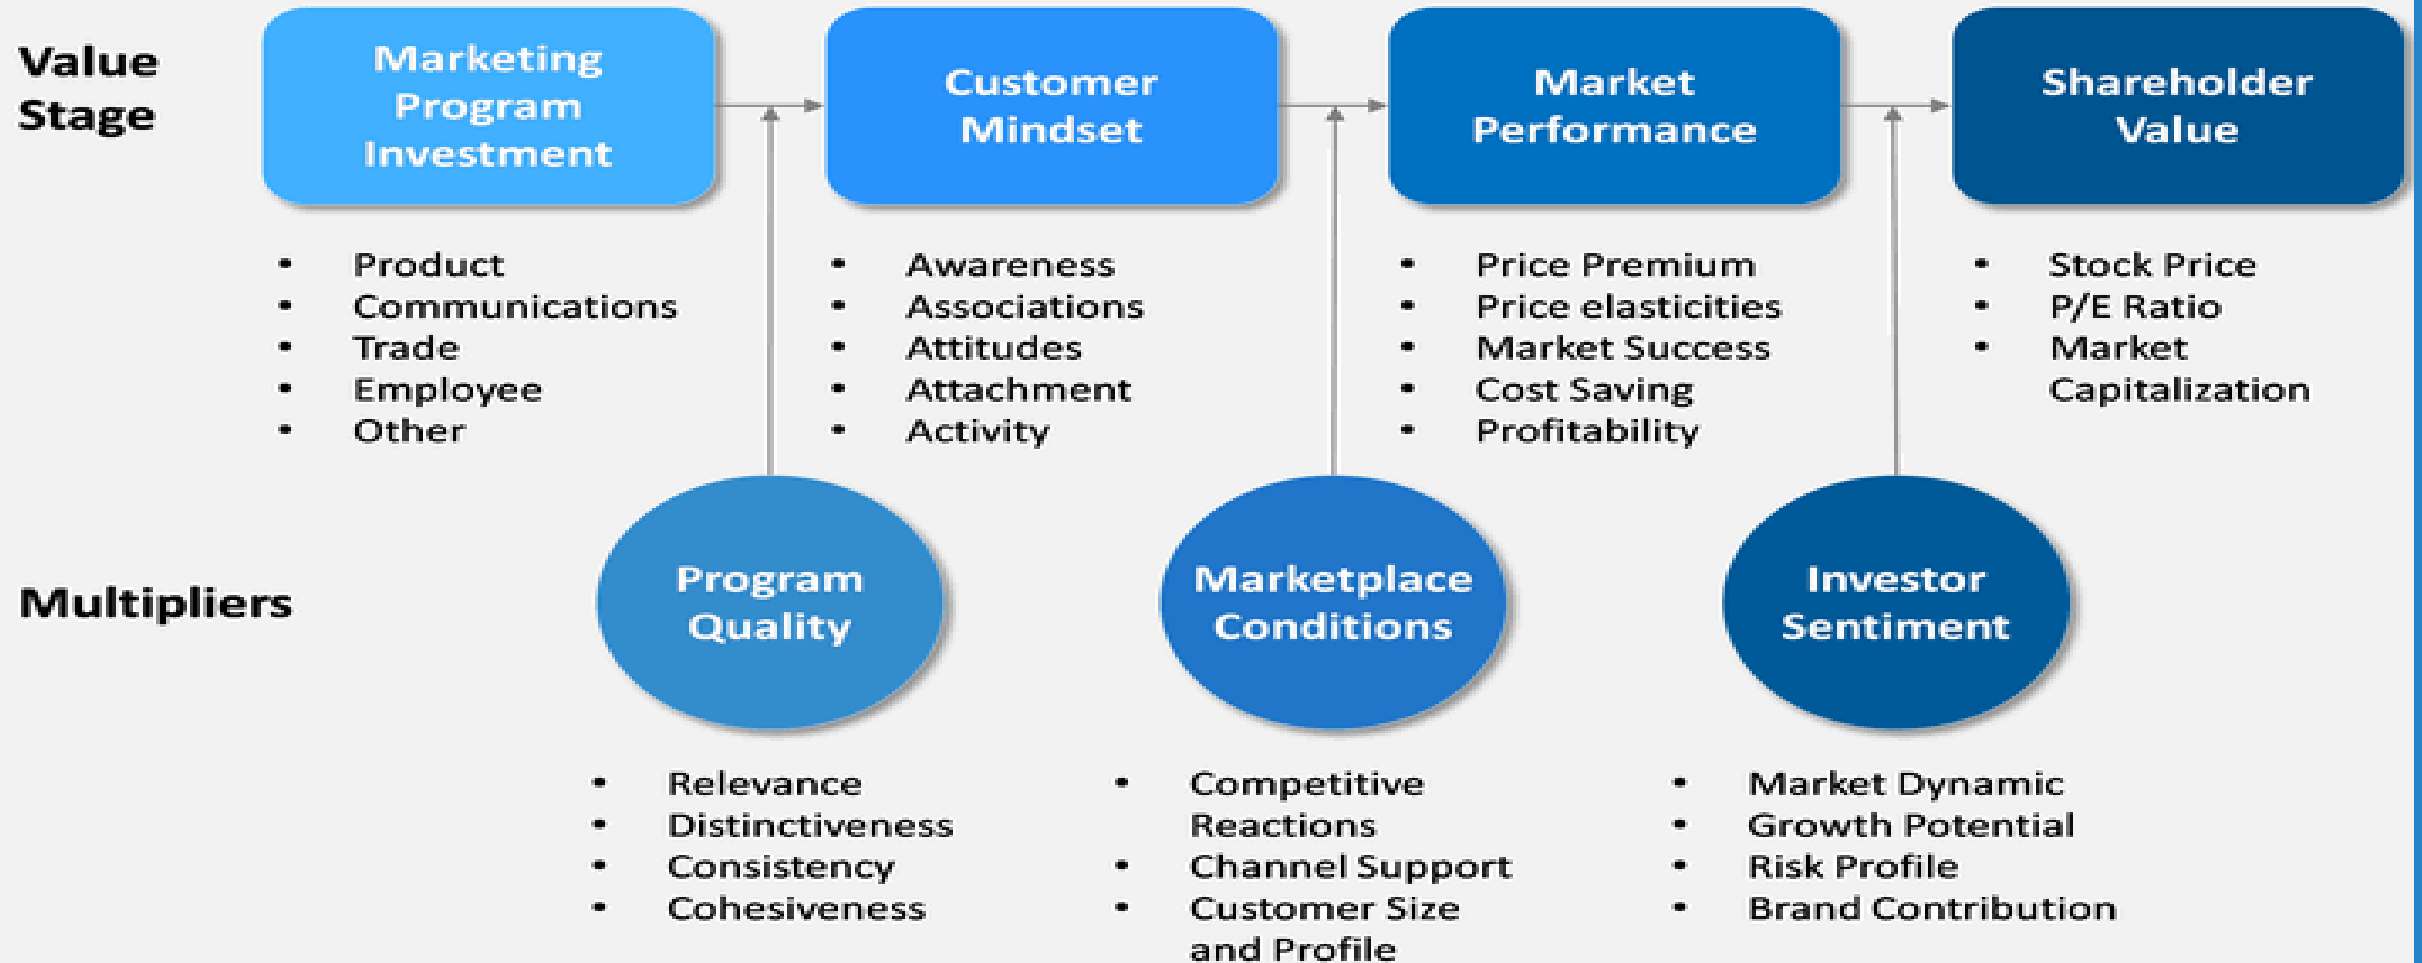 Value
Stage
Marketing
Program
Investment
Customer
Mindset
Market
Performance
Shareholder
Value
• Product
• Communications
• Trade
• Employee
• Other
• Awareness
• Associations
• Attitudes
• Attachment
• Activity
• Price Premium
• Price elasticities
• Market Success
• Cost Saving
• Profitability
• Stock Price
• P/E Ratio
• Market
Capitalization
Multipliers
Program
Quality
Marketplace
Conditions
Investor
Sentiment
• Relevance
• Distinctiveness
• Consistency
• Cohesiveness
• Competitive
Reactions
• Channel Support
• Customer Size
and Profile
• Market Dynamic
• Growth Potential
• Risk Profile
• Brand Contribution